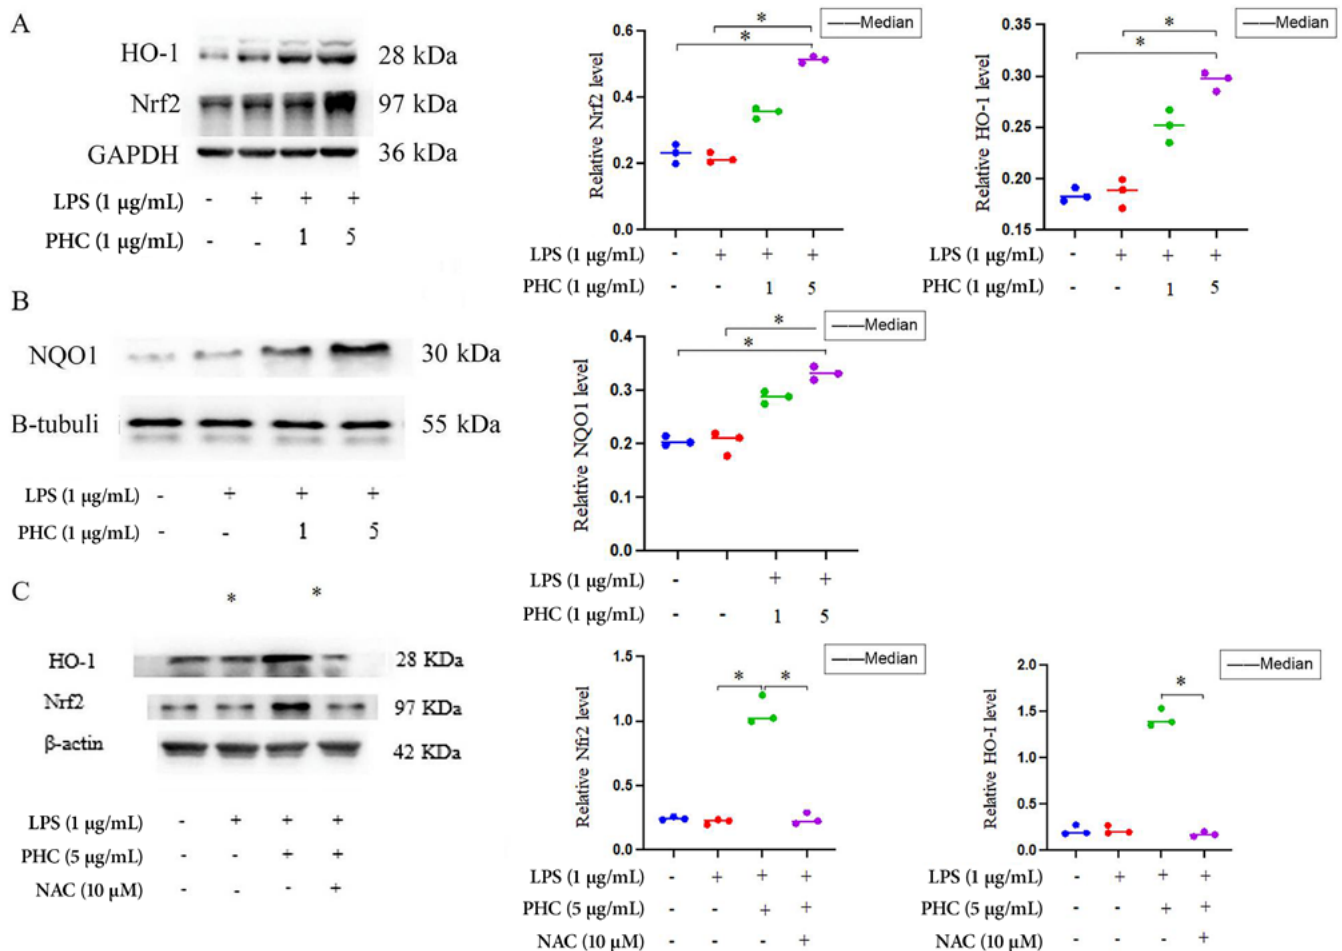 A
HO-1 28 kDa
Nrf2 97 kDa
GAPDH 36 kDa
LPS (1 µg/mL) - + + +
PHC (1 µg/mL) - - 1 5
——Median
* *
Relative Nrf2 level
0.6
0.4
0.2
0.0
LPS (1 µg/mL) - + + +
PHC (1 µg/mL) - - 1 5
——Median
* *
Relative HO-1 level
0.35
0.30
0.25
0.20
0.15
LPS (1 µg/mL) - + + +
PHC (1 µg/mL) - - 1 5
B
NQO1 30 kDa
B-tubuli 55 kDa
LPS (1 µg/mL) - + + +
PHC (1 µg/mL) - - 1 5
——Median
* *
Relative NQO1 level
0.4
0.3
0.2
0.1
0.0
LPS (1 µg/mL) - + +
PHC (1 µg/mL) - - 1 5
C
* *
HO-1 28 KDa
Nrf2 97 KDa
β-actin 42 KDa
LPS (1 µg/mL) - + + +
PHC (5 µg/mL) - - + +
NAC (10 µM) - - - +
——Median
* *
Relative Nfr2 level
1.5
1.0
0.5
0.0
LPS (1 µg/mL) - + + +
PHC (5 µg/mL) - - + +
NAC (10 µM) - - - +
——Median
*
Relative HO-I level
2.0
1.5
1.0
0.5
0.0
LPS (1 µg/mL) - + + +
PHC (5 µg/mL) - - + +
NAC (10 µM) - - - +